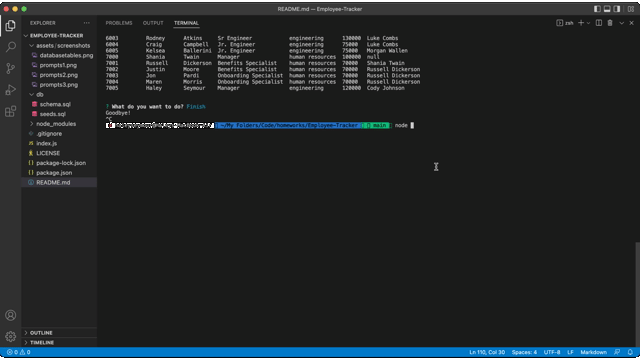 README.md — Employee-Tracker
EXPLORER
PROBLEMS OUTPUT TERMINAL
zsh
EMPLOYEE-TRACKER
assets/screenshots
databasetables.png
prompts1.png
prompts2.png
prompts3.png
db
schema.sql
seeds.sql
node_modules
.gitignore
index.js
LICENSE
package-lock.json
package.json
README.md
OUTLINE
TIMELINE
6003 Rodney Atkins Sr Engineer engineering 130000 Luke Combs
6004 Craig Campbell Jr. Engineer engineering 75000 Luke Combs
6005 Kelsea Ballerini Jr. Engineer engineering 75000 Morgan Wallen
7000 Shania Twain Manager human resources 100000 null
7001 Russell Dickerson Benefits Specialist human resources 70000 Shania Twain
7002 Justin Moore Benefits Specialist human resources 70000 Russell Dickerson
7003 Jon Pardi Onboarding Specialist human resources 70000 Russell Dickerson
7004 Maren Morris Onboarding Specialist human resources 70000 Russell Dickerson
7005 Haley Seymour Manager engineering 120000 Cody Johnson
? What do you want to do? Finish
Goodbye!
^C
~/My Folders/Code/homeworks/Employee-Tracker main node
0 0
Ln 110, Col 30 Spaces: 4 UTF-8 LF Markdown